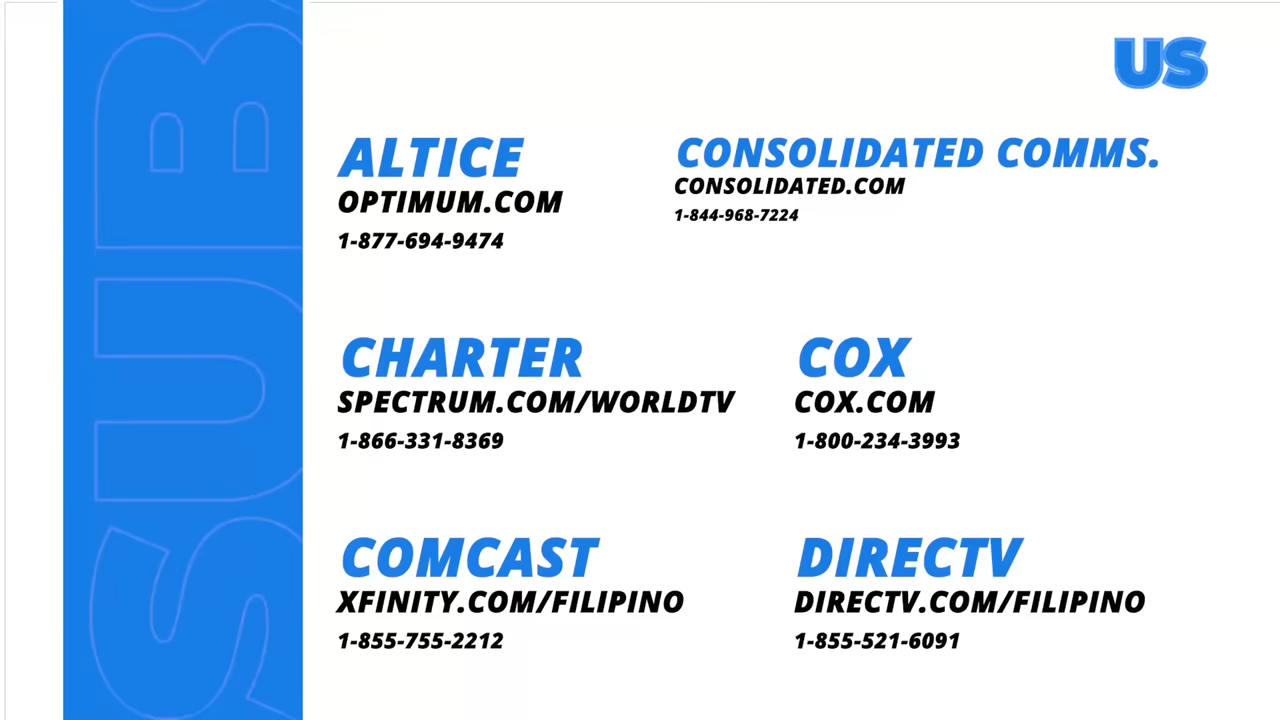 US
ALTICE
OPTIMUM.COM
1-877-694-9474
CONSOLIDATED COMMS.
CONSOLIDATED.COM
1-844-968-7224
CHARTER
SPECTRUM.COM/WORLDTV
1-866-331-8369
COX
COX.COM
1-800-234-3993
COMCAST
XFINITY.COM/FILIPINO
1-855-755-2212
DIRECTV
DIRECTV.COM/FILIPINO
1-855-521-6091
SUB